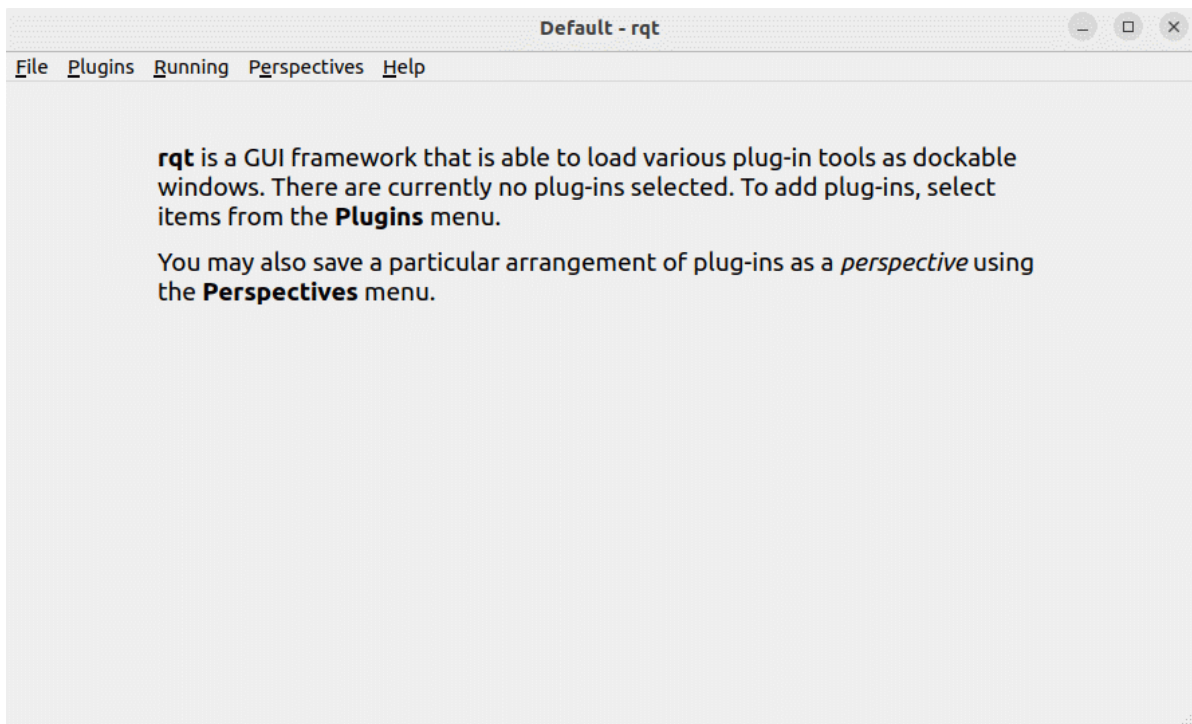 Default - rqt
File Plugins Running Perspectives Help
rqt is a GUI framework that is able to load various plug-in tools as dockable
windows. There are currently no plug-ins selected. To add plug-ins, select
items from the Plugins menu.
You may also save a particular arrangement of plug-ins as a perspective using
the Perspectives menu.